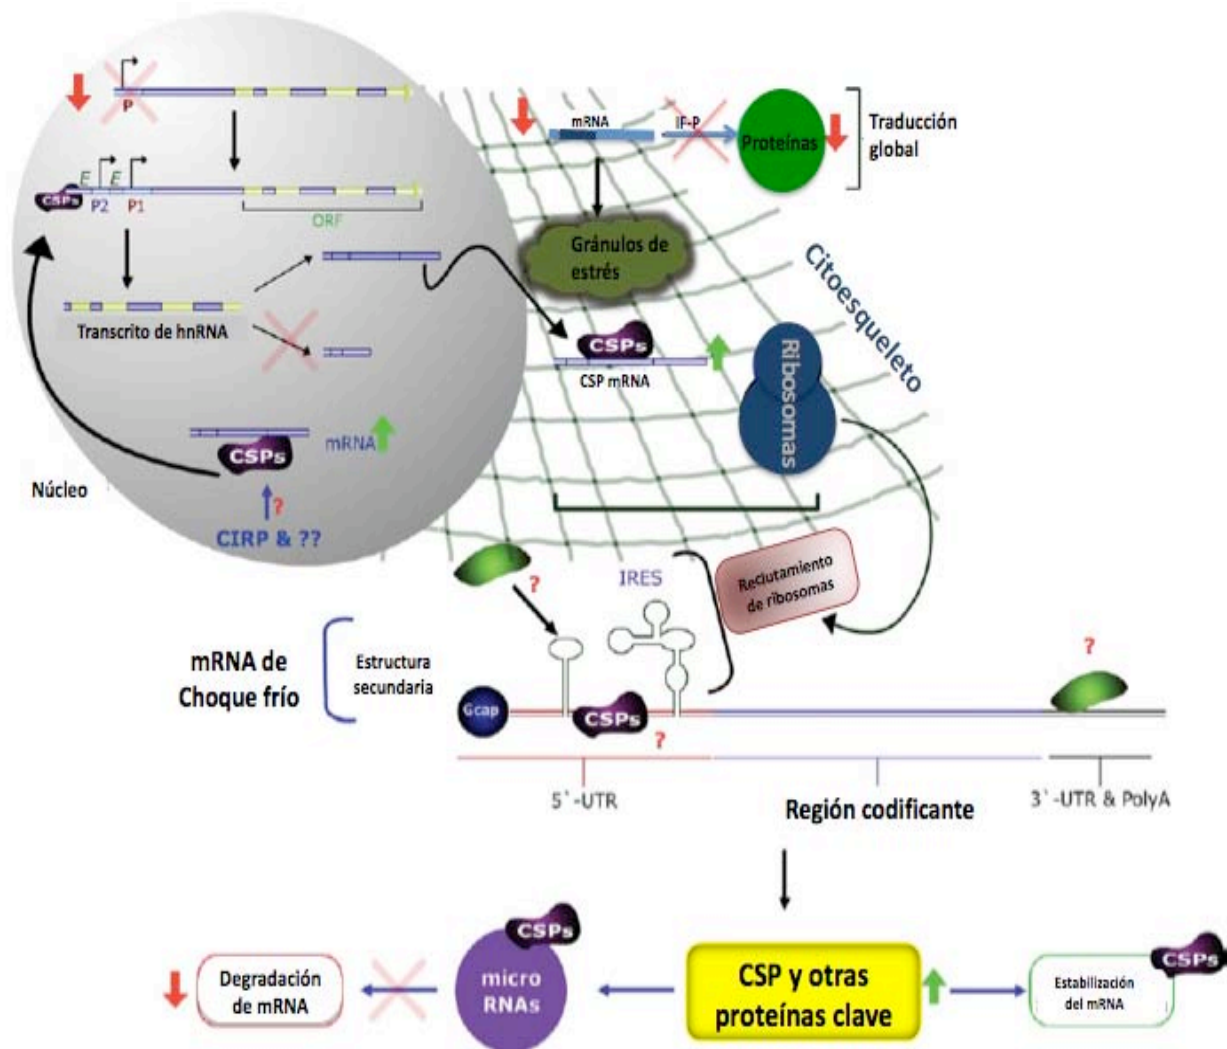 P
mRNA
IF-P
Proteínas
Traducción
global
E
E
CSPs
P2
P1
ORF
Gránulos de
estrés
Citoesqueleto
Transcrito de hnRNA
CSPs
CSP mRNA
Ribosomas
mRNA
CSPs
Núcleo
?
CIRP & ??
?
IRES
Reclutamiento
de ribosomas
mRNA de
Choque frío
Estructura
secundaria
?
Gcap
CSPs
?
5`-UTR
Región codificante
3`-UTR & PolyA
CSPs
micro
RNAs
Degradación
de mRNA
CSP y otras
proteínas clave
CSPs
Estabilización
del mRNA